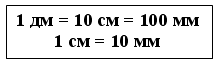 1 дм = 10 см = 100 мм
1 см = 10 мм